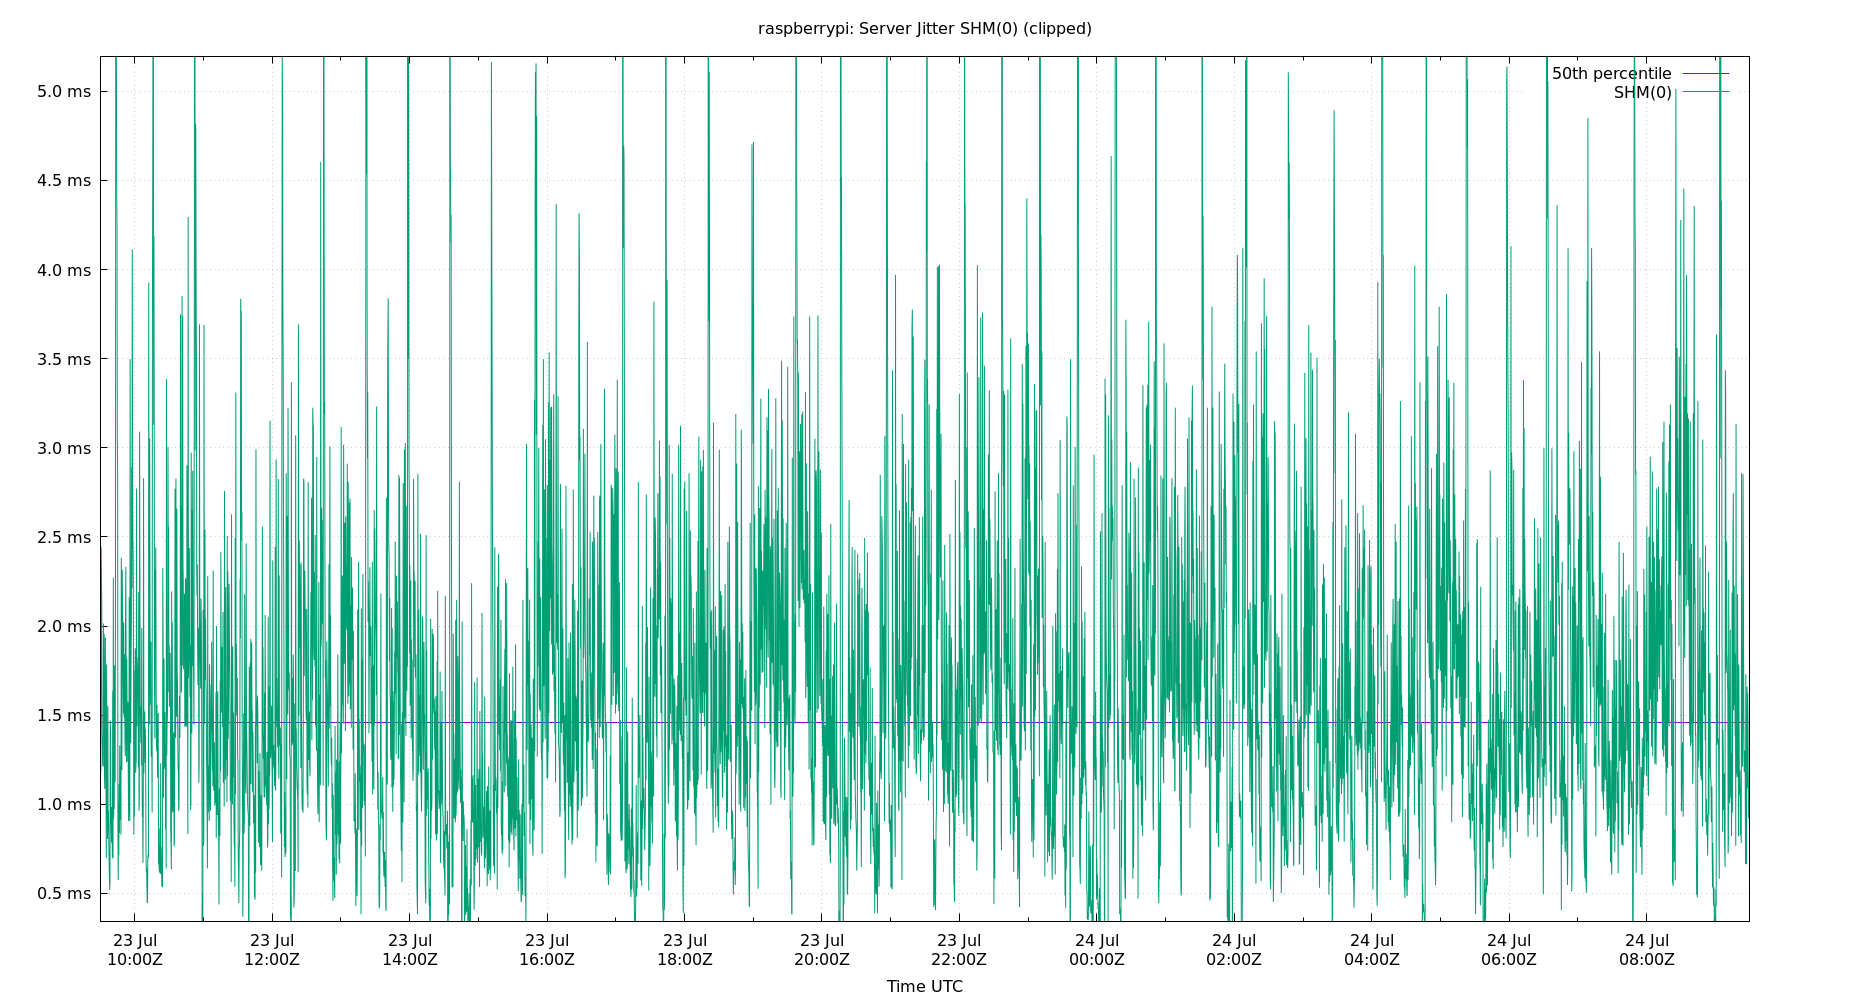 raspberrypi: Server Jitter SHM(0) (clipped)
50th percentile
SHM(0)
5.0 ms
4.5 ms
4.0 ms
3.5 ms
3.0 ms
2.5 ms
2.0 ms
1.5 ms
1.0 ms
0.5 ms
23 Jul 23 Jul 23 Jul 23 Jul 23 Jul 23 Jul 23 Jul 24 Jul 24 Jul 24 Jul 24 Jul 24 Jul
10:00Z 12:00Z 14:00Z 16:00Z 18:00Z 20:00Z 22:00Z 00:00Z 02:00Z 04:00Z 06:00Z 08:00Z
Time UTC